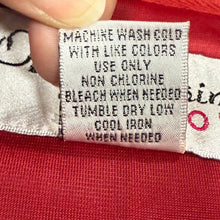 MACHINE WASH COLD
WITH LIKE COLORS
USE ONLY
NON CHLORINE
BLEACH WHEN NEEDED
TUMBLE DRY LOW
COOL IRON
WHEN NEEDED